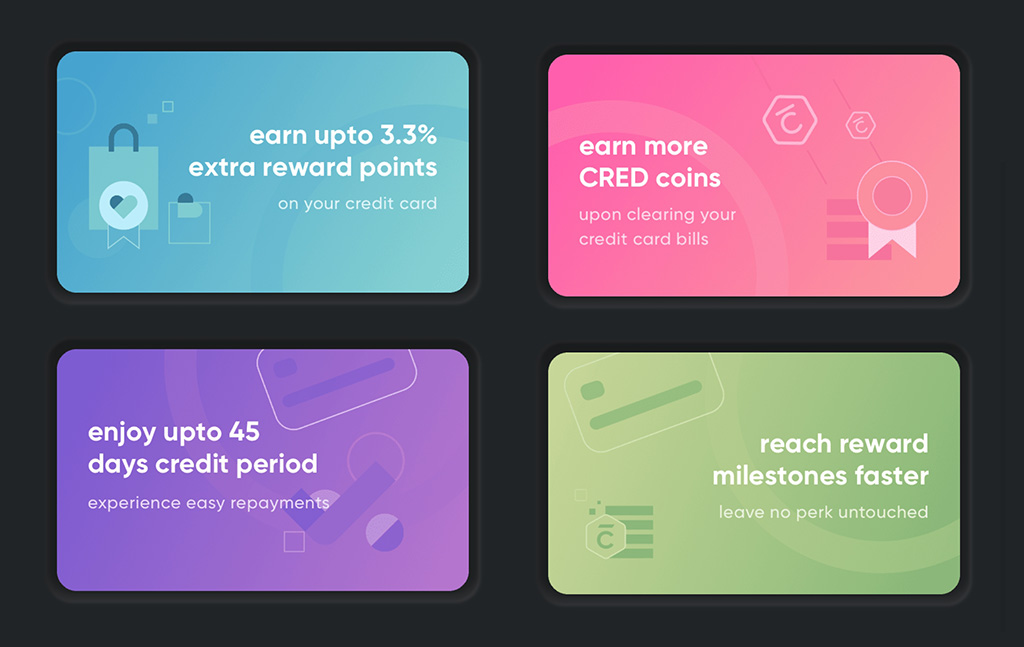 earn upto 3.3%
extra reward points
on your credit card
earn more
CRED coins
upon clearing your
credit card bills
enjoy upto 45
days credit period
experience easy repayments
reach reward
milestones faster
leave no perk untouched